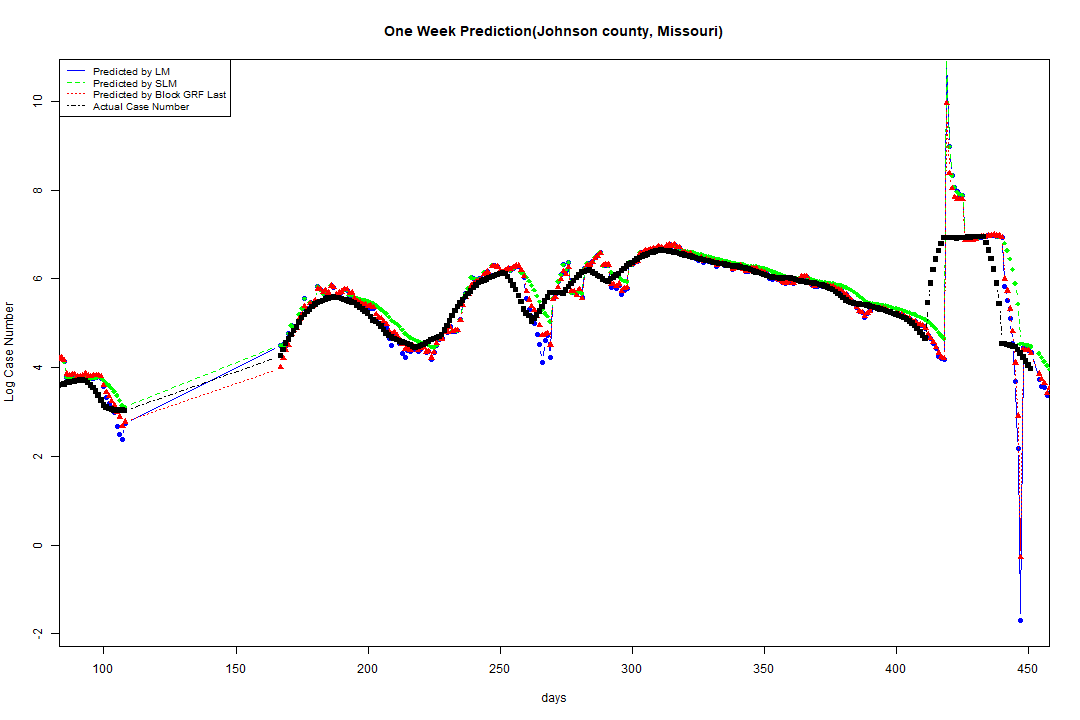 One Week Prediction(Johnson county, Missouri)
Predicted by LM
Predicted by SLM
Predicted by Block GRF Last
Actual Case Number
Log Case Number
10
8
6
4
2
0
-2
100 150 200 250 300 350 400 450
days